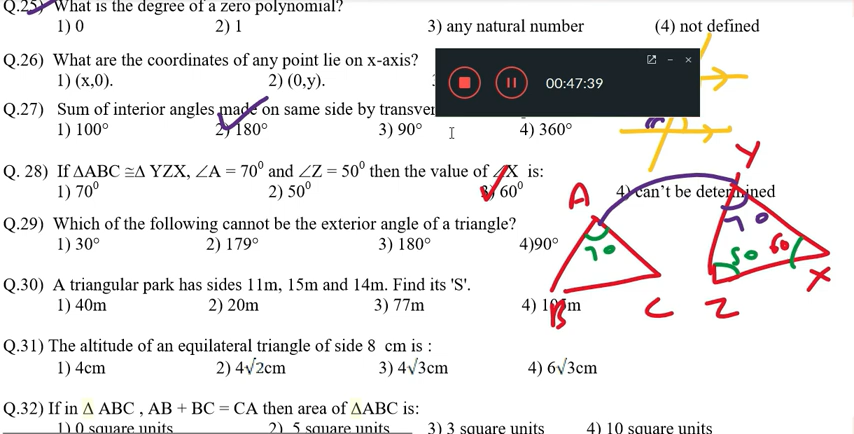 Q.25) What is the degree of a zero polynomial?
1) 0 2) 1 3) any natural number (4) not defined
Q.26) What are the coordinates of any point lie on x-axis?
1) (x,0). 2) (0,y).
00:47:39
Q.27) Sum of interior angles made on same side by
1) 100° 2) 180° 3) 90° 4) 360°
Q. 28) If ΔABC ≅Δ YZX, ∠A = 70⁰ and ∠Z = 50⁰ then the value of ∠X is:
1) 70⁰ 2) 50⁰ 3) 60⁰ 4) can't be determined
Y
A
70
70
50
60
B
C
Z
X
Q.29) Which of the following cannot be the exterior angle of a triangle?
1) 30° 2) 179° 3) 180° 4)90°
Q.30) A triangular park has sides 11m, 15m and 14m. Find its 'S'.
1) 40m 2) 20m 3) 77m 4)
Q.31) The altitude of an equilateral triangle of side 8 cm is :
1) 4cm 2) 4√2cm 3) 4√3cm 4) 6√3cm
Q.32) If in Δ ABC , AB + BC = CA then area of ΔABC is:
1) 0 square units 2) 5 square units 3) 3 square units 4) 10 square units